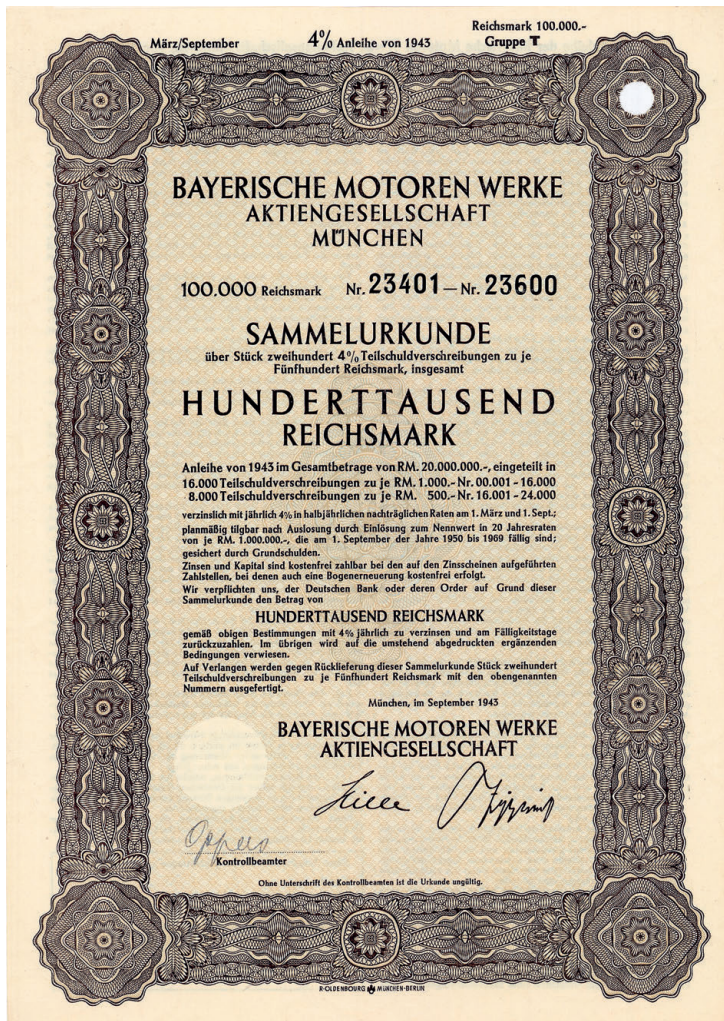 März/September
4% Anleihe von 1943
Reichsmark 100.000.-
Gruppe T
BAYERISCHE MOTOREN WERKE
AKTIENGESELLSCHAFT
MÜNCHEN
100.000 Reichsmark Nr. 23401 – Nr. 23600
SAMMELURKUNDE
über Stück zweihundert 4% Teilschuldverschreibungen zu je
Fünfhundert Reichsmark, insgesamt
HUNDERTTAUSEND
REICHSMARK
Anleihe von 1943 im Gesamtbetrage von RM. 20.000.000.-, eingeteilt in
16.000 Teilschuldverschreibungen zu je RM. 1.000.- Nr. 00.001 - 16.000
8.000 Teilschuldverschreibungen zu je RM. 500.- Nr. 16.001 - 24.000
verzinslich mit jährlich 4% in halbjährlichen nachträglichen Raten am 1. März und 1. Sept.;
planmäßig tilgbar nach Auslosung durch Einlösung zum Nennwert in 20 Jahresraten
von je RM. 1.000.000.-, die am 1. September der Jahre 1950 bis 1969 fällig sind;
gesichert durch Grundschulden.
Zinsen und Kapital sind kostenfrei zahlbar bei den auf den Zinsscheinen aufgeführten
Zahlstellen, bei denen auch eine Bogenerneuerung kostenfrei erfolgt.
Wir verpflichten uns, der Deutschen Bank oder deren Order auf Grund dieser
Sammelurkunde den Betrag von
HUNDERTTAUSEND REICHSMARK
gemäß obigen Bestimmungen mit 4% jährlich zu verzinsen und am Fälligkeitstage
zurückzuzahlen. Im übrigen wird auf die umstehend abgedruckten ergänzenden
Bedingungen verwiesen.
Auf Verlangen werden gegen Rücklieferung dieser Sammelurkunde Stück zweihundert
Teilschuldverschreibungen zu je Fünfhundert Reichsmark mit den obengenannten
Nummern ausgefertigt.
München, im September 1943
BAYERISCHE MOTOREN WERKE
AKTIENGESELLSCHAFT
Kontrollbeamter
Ohne Unterschrift des Kontrollbeamten ist die Urkunde ungültig.
R·OLDENBOURG MÜNCHEN·BERLIN